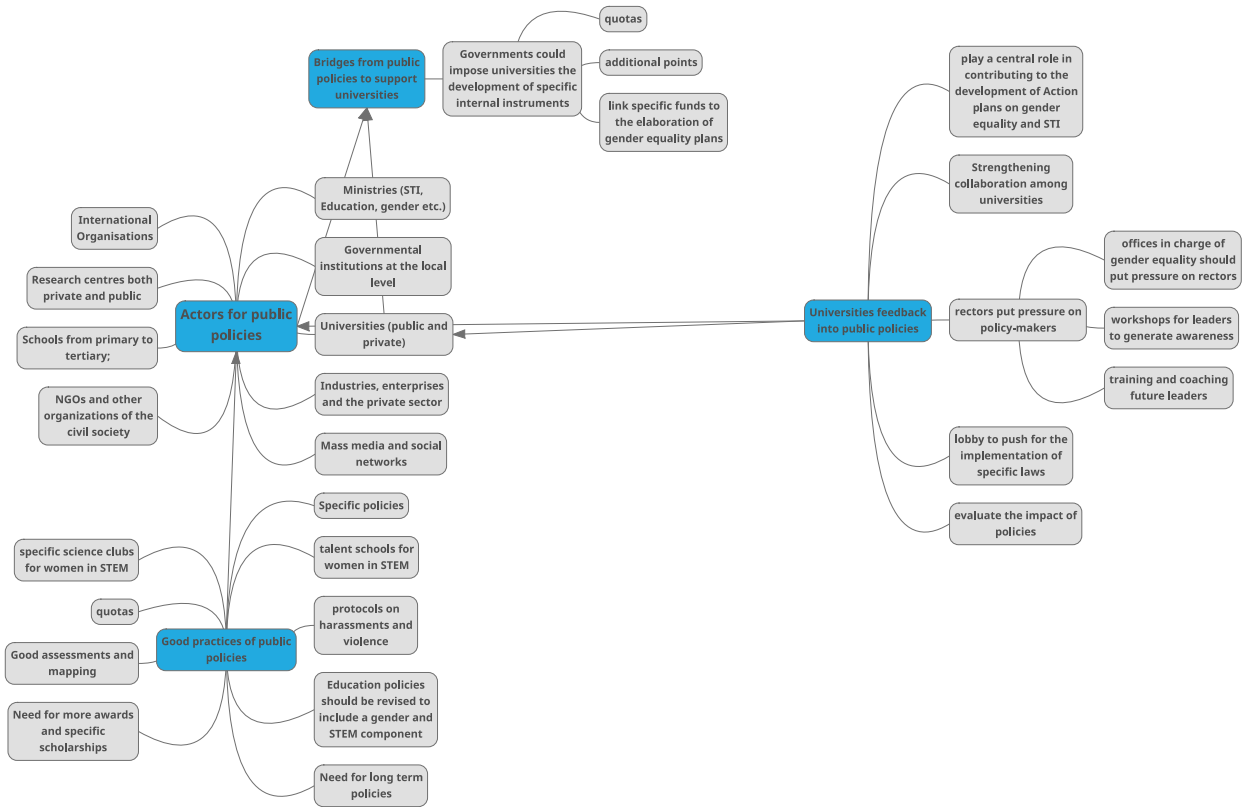 quotas
Bridges from public
policies to support
universities
Governments could
impose universities the
development of specific
internal instruments
additional points
link specific funds to
the elaboration of
gender equality plans
play a central role in
contributing to the
development of Action
plans on gender
equality and STI
Strengthening
collaboration among
universities
Ministries (STI,
Education, gender etc.)
International
Organisations
Governmental
institutions at the local
level
offices in charge of
gender equality should
put pressure on rectors
Research centres both
private and public
Actors for public
policies
Universities (public and
private)
Universities feedback
into public policies
rectors put pressure on
policy-makers
workshops for leaders
to generate awareness
Schools from primary to
tertiary;
Industries, enterprises
and the private sector
training and coaching
future leaders
NGOs and other
organizations of the
civil society
Mass media and social
networks
lobby to push for the
implementation of
specific laws
Specific policies
evaluate the impact of
policies
specific science clubs
for women in STEM
talent schools for
women in STEM
quotas
protocols on
harassments and
violence
Good practices of public
policies
Good assessments and
mapping
Education policies
should be revised to
include a gender and
STEM component
Need for more awards
and specific
scholarships
Need for long term
policies